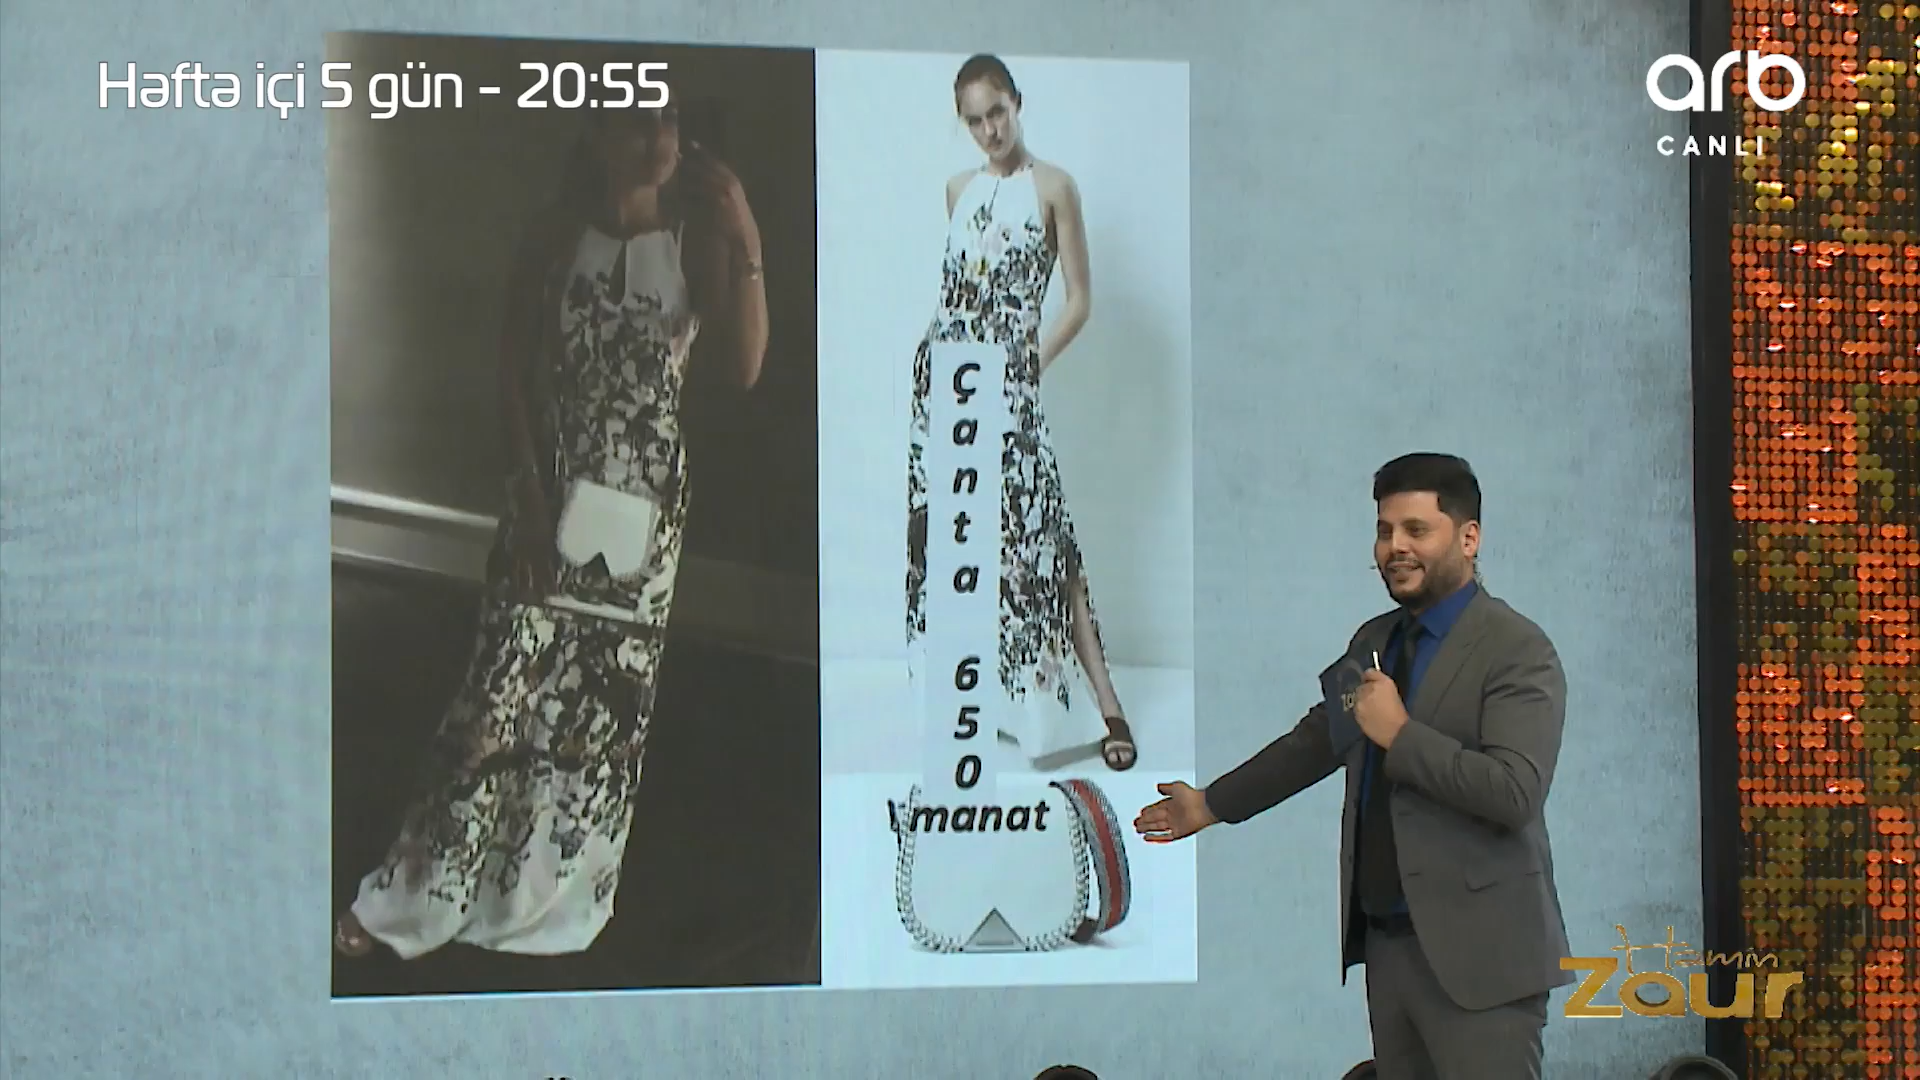 Həftə içi 5 gün - 20:55
arb
CANLI
Çanta 650
manat
Həmin
Zaur